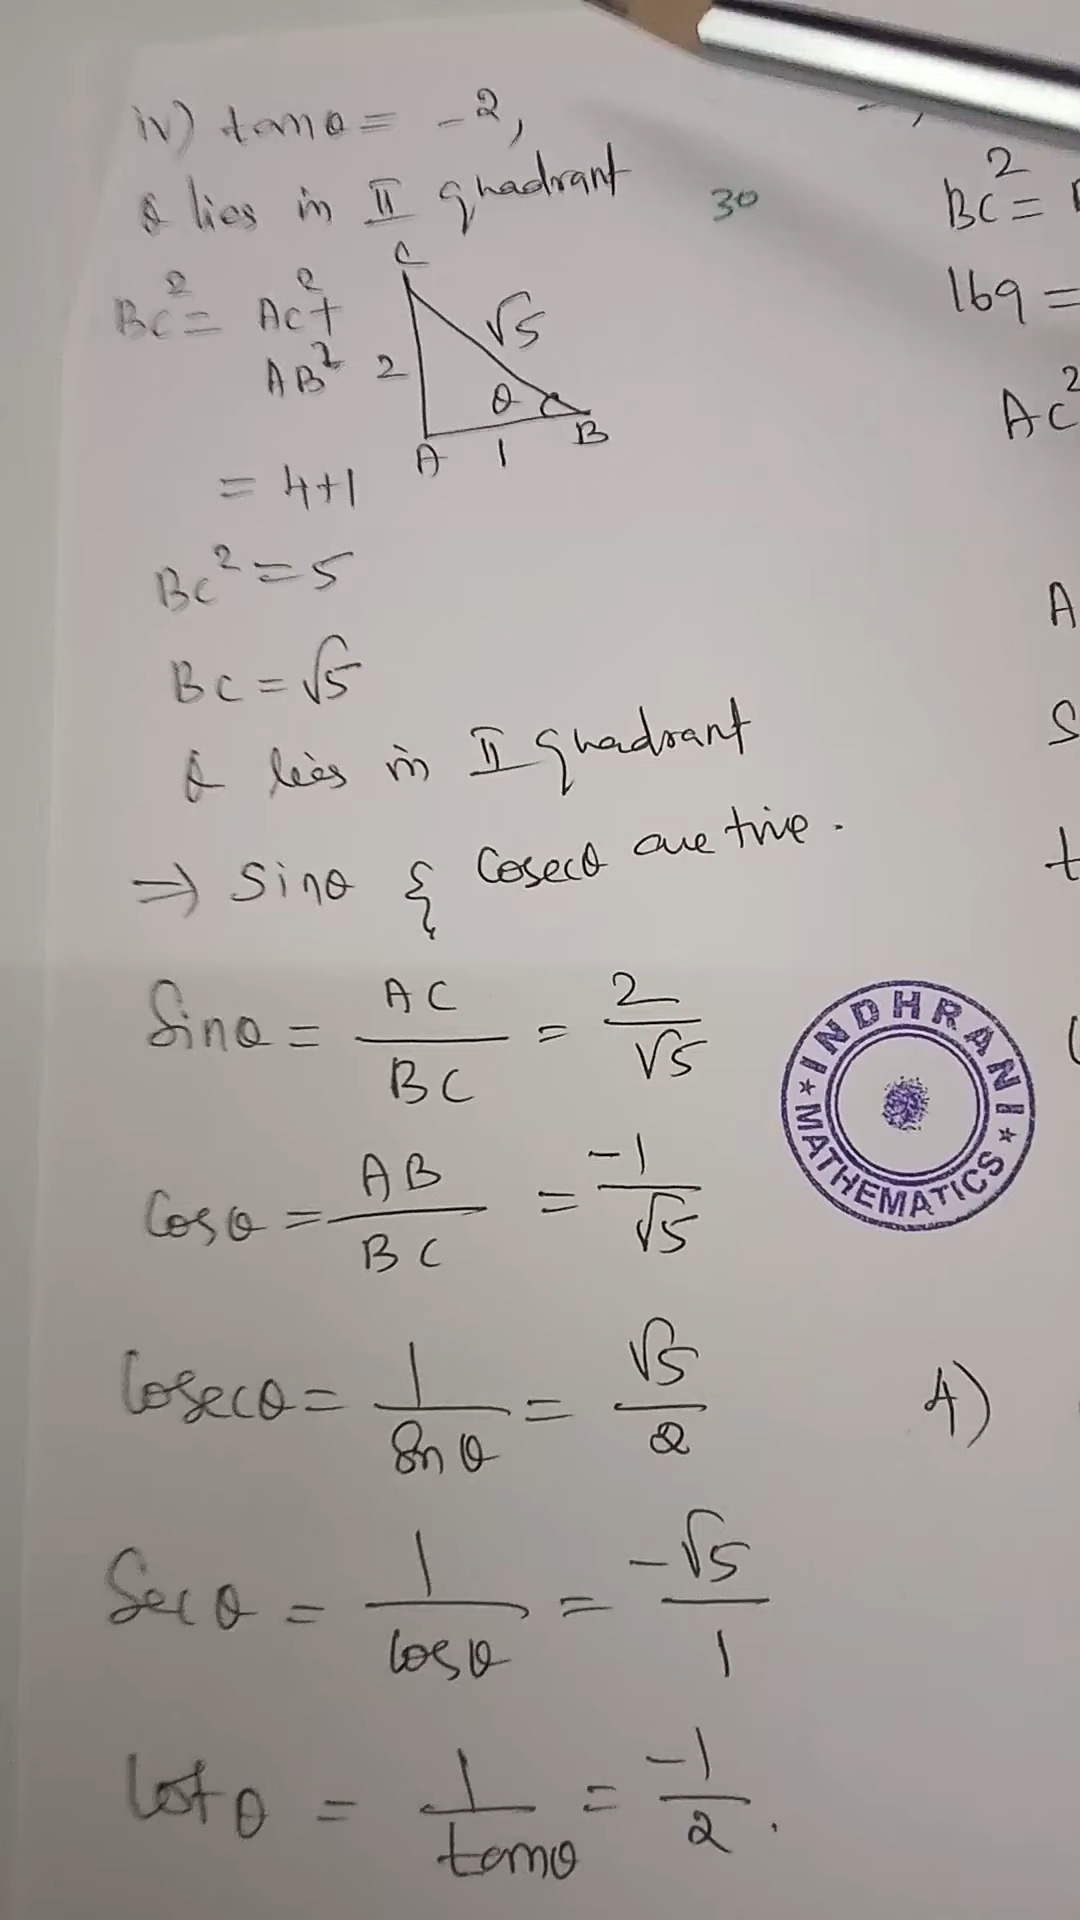 iv) tanθ = -2,
θ lies in II quadrant
30
BC² = AC² +
AB²
C
√5
2
θ
A
1
B
= 4+1
BC² = 5
BC = √5
θ lies in II quadrant
⇒ Sinθ & Cosecθ are +ive.
Sinθ = AC/BC = 2/√5
Cosθ = AB/BC = -1/√5
Cosecθ = 1/Sinθ = √5/2
Secθ = 1/Cosθ = -√5/1
Cotθ = 1/tanθ = -1/2.
INDHRANI
★ MATHEMATICS ★
BC² =
169 =
AC²
A
S
t
4)